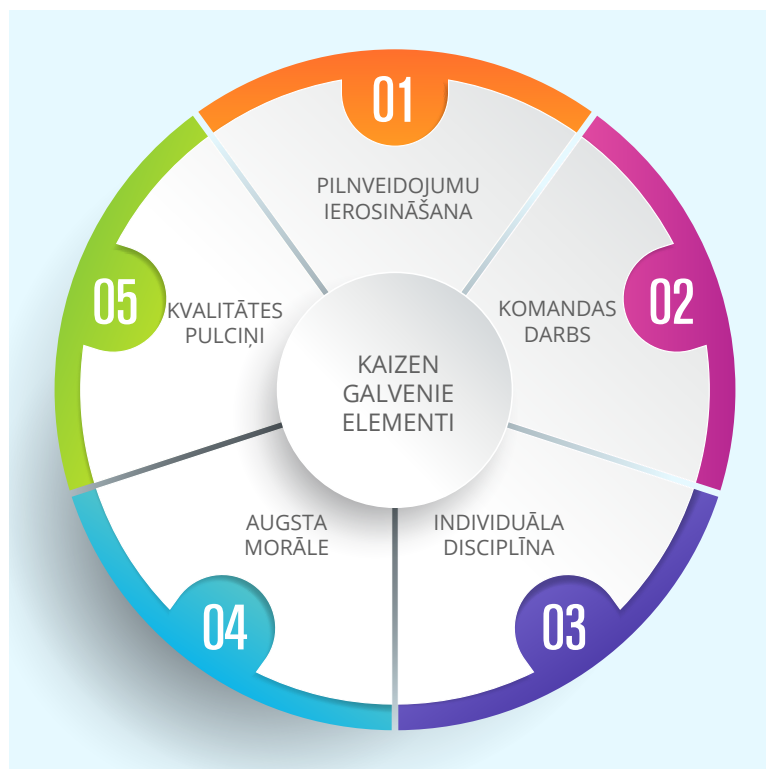 01
PILNVEIDOJUMU
IEROSINĀŠANA
02
KOMANDAS
DARBS
03
INDIVIDUĀLA
DISCIPLĪNA
04
AUGSTA
MORĀLE
05
KVALITĀTES
PULCIŅI
KAIZEN
GALVENIE
ELEMENTI